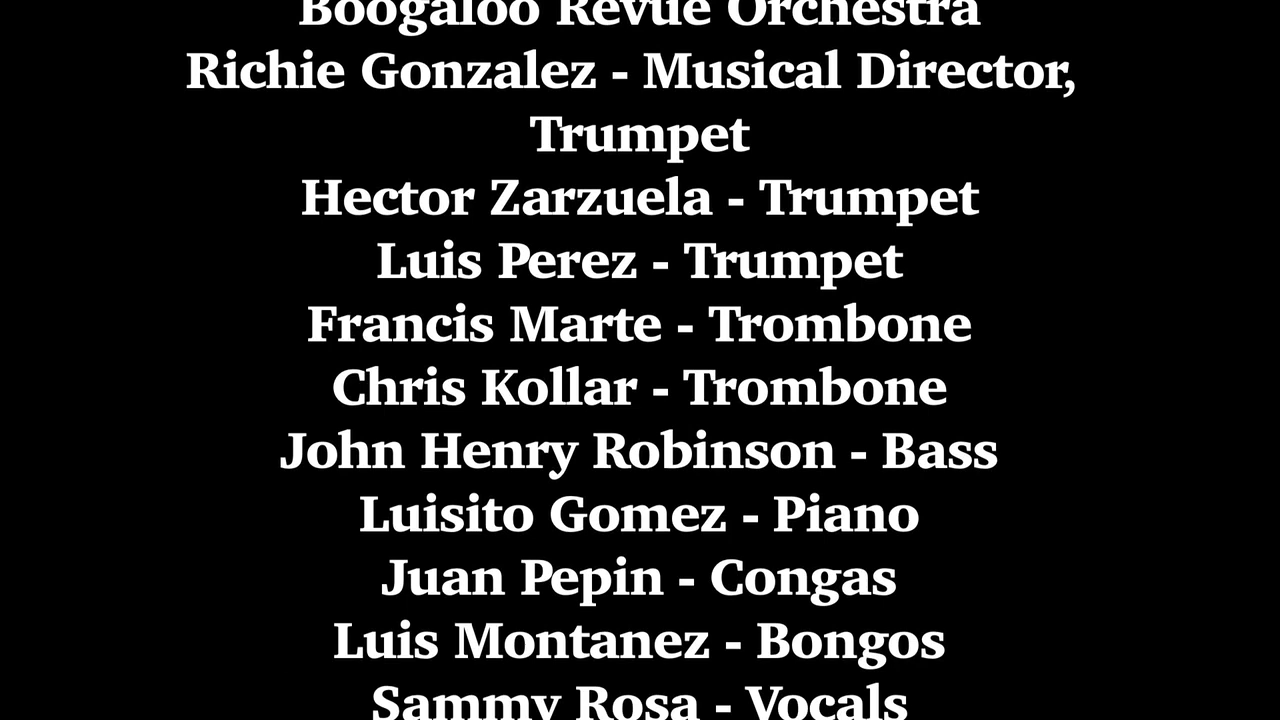 Boogaloo Revue Orchestra
Richie Gonzalez - Musical Director,
Trumpet
Hector Zarzuela - Trumpet
Luis Perez - Trumpet
Francis Marte - Trombone
Chris Kollar - Trombone
John Henry Robinson - Bass
Luisito Gomez - Piano
Juan Pepin - Congas
Luis Montanez - Bongos
Sammy Rosa - Vocals